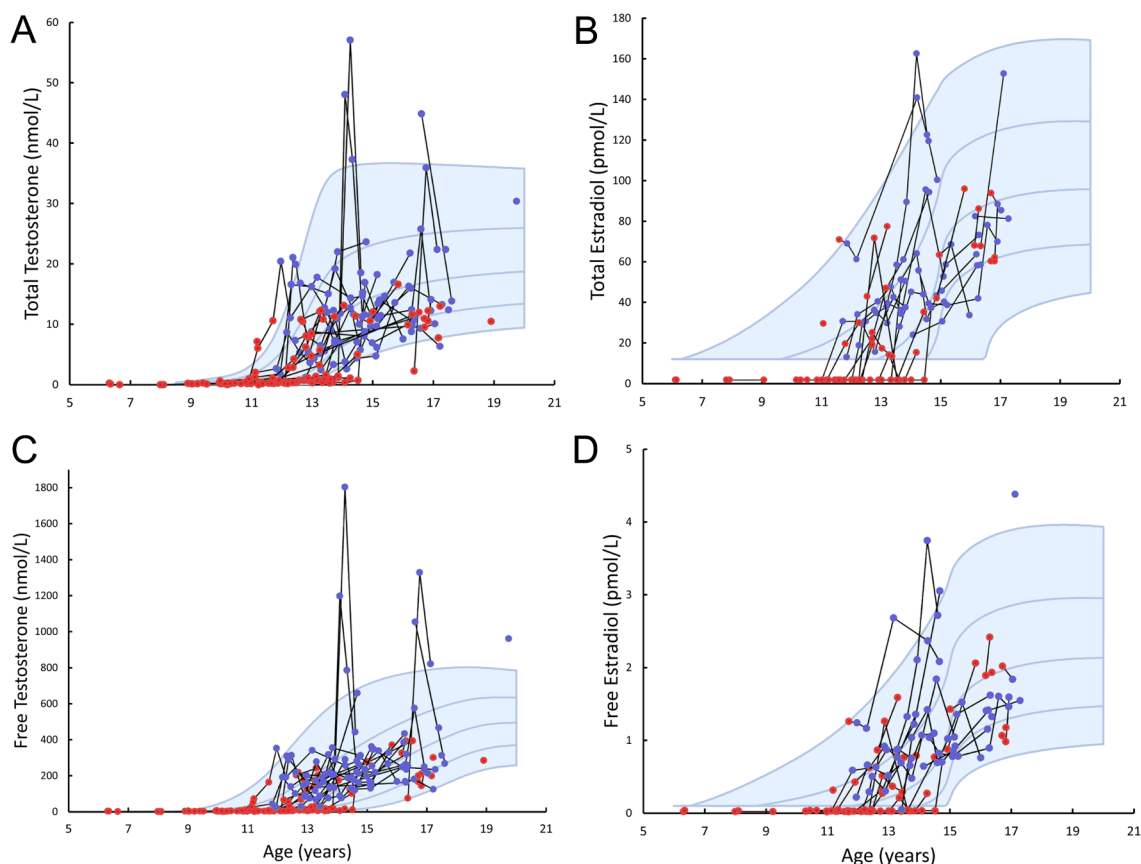 A
Total Testosterone (nmol/L)
60
50
40
30
20
10
0
5 7 9 11 13 15 17 19 21
B
Total Estradiol (pmol/L)
180
160
140
120
100
80
60
40
20
0
5 7 9 11 13 15 17 19 21
C
Free Testosterone (nmol/L)
1800
1600
1400
1200
1000
800
600
400
200
0
5 7 9 11 13 15 17 19 21
Age (years)
D
Free Estradiol (pmol/L)
5
4
3
2
1
0
5 7 9 11 13 15 17 19 21
Age (years)